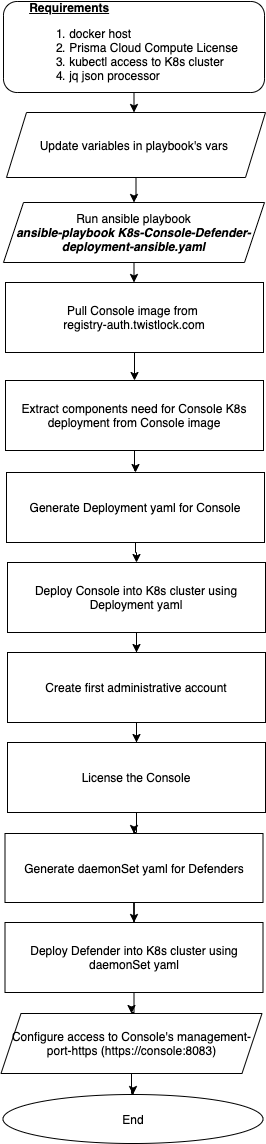 Requirements
1. docker host
2. Prisma Cloud Compute License
3. kubectl access to K8s cluster
4. jq json processor
Update variables in playbook's vars
Run ansible playbook
ansible-playbook K8s-Console-Defender-
deployment-ansible.yaml
Pull Console image from
registry-auth.twistlock.com
Extract components need for Console K8s
deployment from Console image
Generate Deployment yaml for Console
Deploy Console into K8s cluster using
Deployment yaml
Create first administrative account
License the Console
Generate daemonSet yaml for Defenders
Deploy Defender into K8s cluster using
daemonSet yaml
Configure access to Console's management-
port-https (https://console:8083)
End